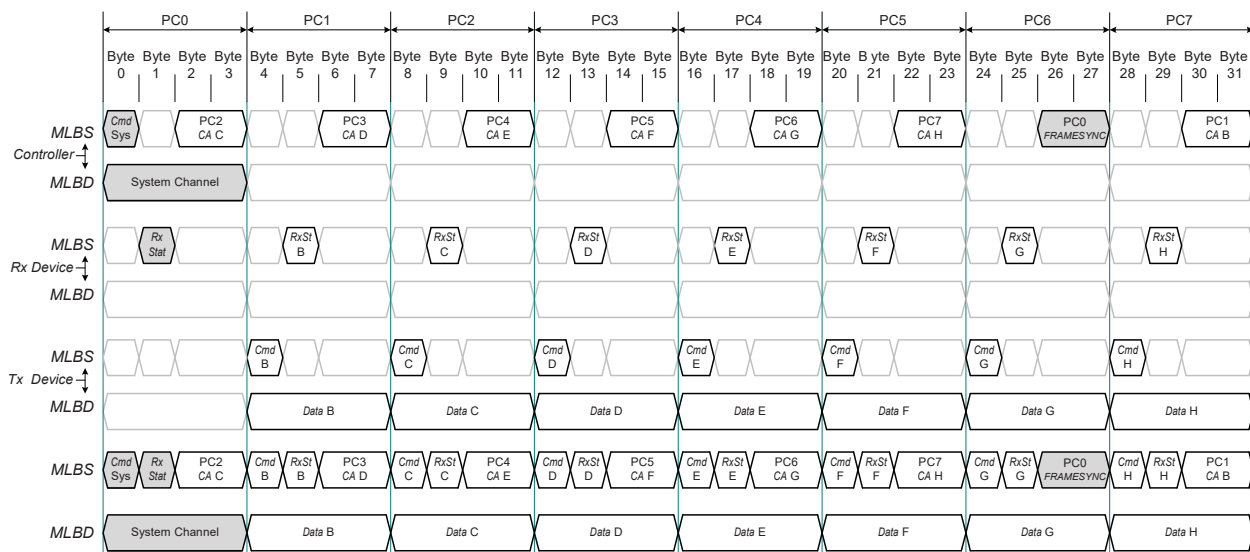 PC0 PC1 PC2 PC3 PC4 PC5 PC6 PC7
Byte Byte Byte Byte Byte Byte Byte Byte Byte Byte Byte Byte Byte Byte Byte Byte Byte Byte Byte Byte Byte Byte Byte Byte Byte Byte Byte Byte Byte Byte Byte Byte
0 1 2 3 4 5 6 7 8 9 10 11 12 13 14 15 16 17 18 19 20 21 22 23 24 25 26 27 28 29 30 31
Cmd PC2 PC3 PC4 PC5 PC6 PC7 PC0 PC1
MLBS Sys CA C CA D CA E CA F CA G CA H FRAMESYNC CA B
Controller
MLBD System Channel
Rx RxSt RxSt RxSt RxSt RxSt RxSt RxSt
MLBS Stat B C D E F G H
Rx Device
MLBD
Cmd Cmd Cmd Cmd Cmd Cmd Cmd
MLBS B C D E F G H
Tx Device
MLBD Data B Data C Data D Data E Data F Data G Data H
Cmd Rx PC2 Cmd RxSt PC3 Cmd RxSt PC4 Cmd RxSt PC5 Cmd RxSt PC6 Cmd RxSt PC7 Cmd RxSt PC0 Cmd RxSt PC1
MLBS Sys Stat CA C B B CA D C C CA E D D CA F E E CA G F F CA H G G FRAMESYNC H H CA B
MLBD System Channel Data B Data C Data D Data E Data F Data G Data H